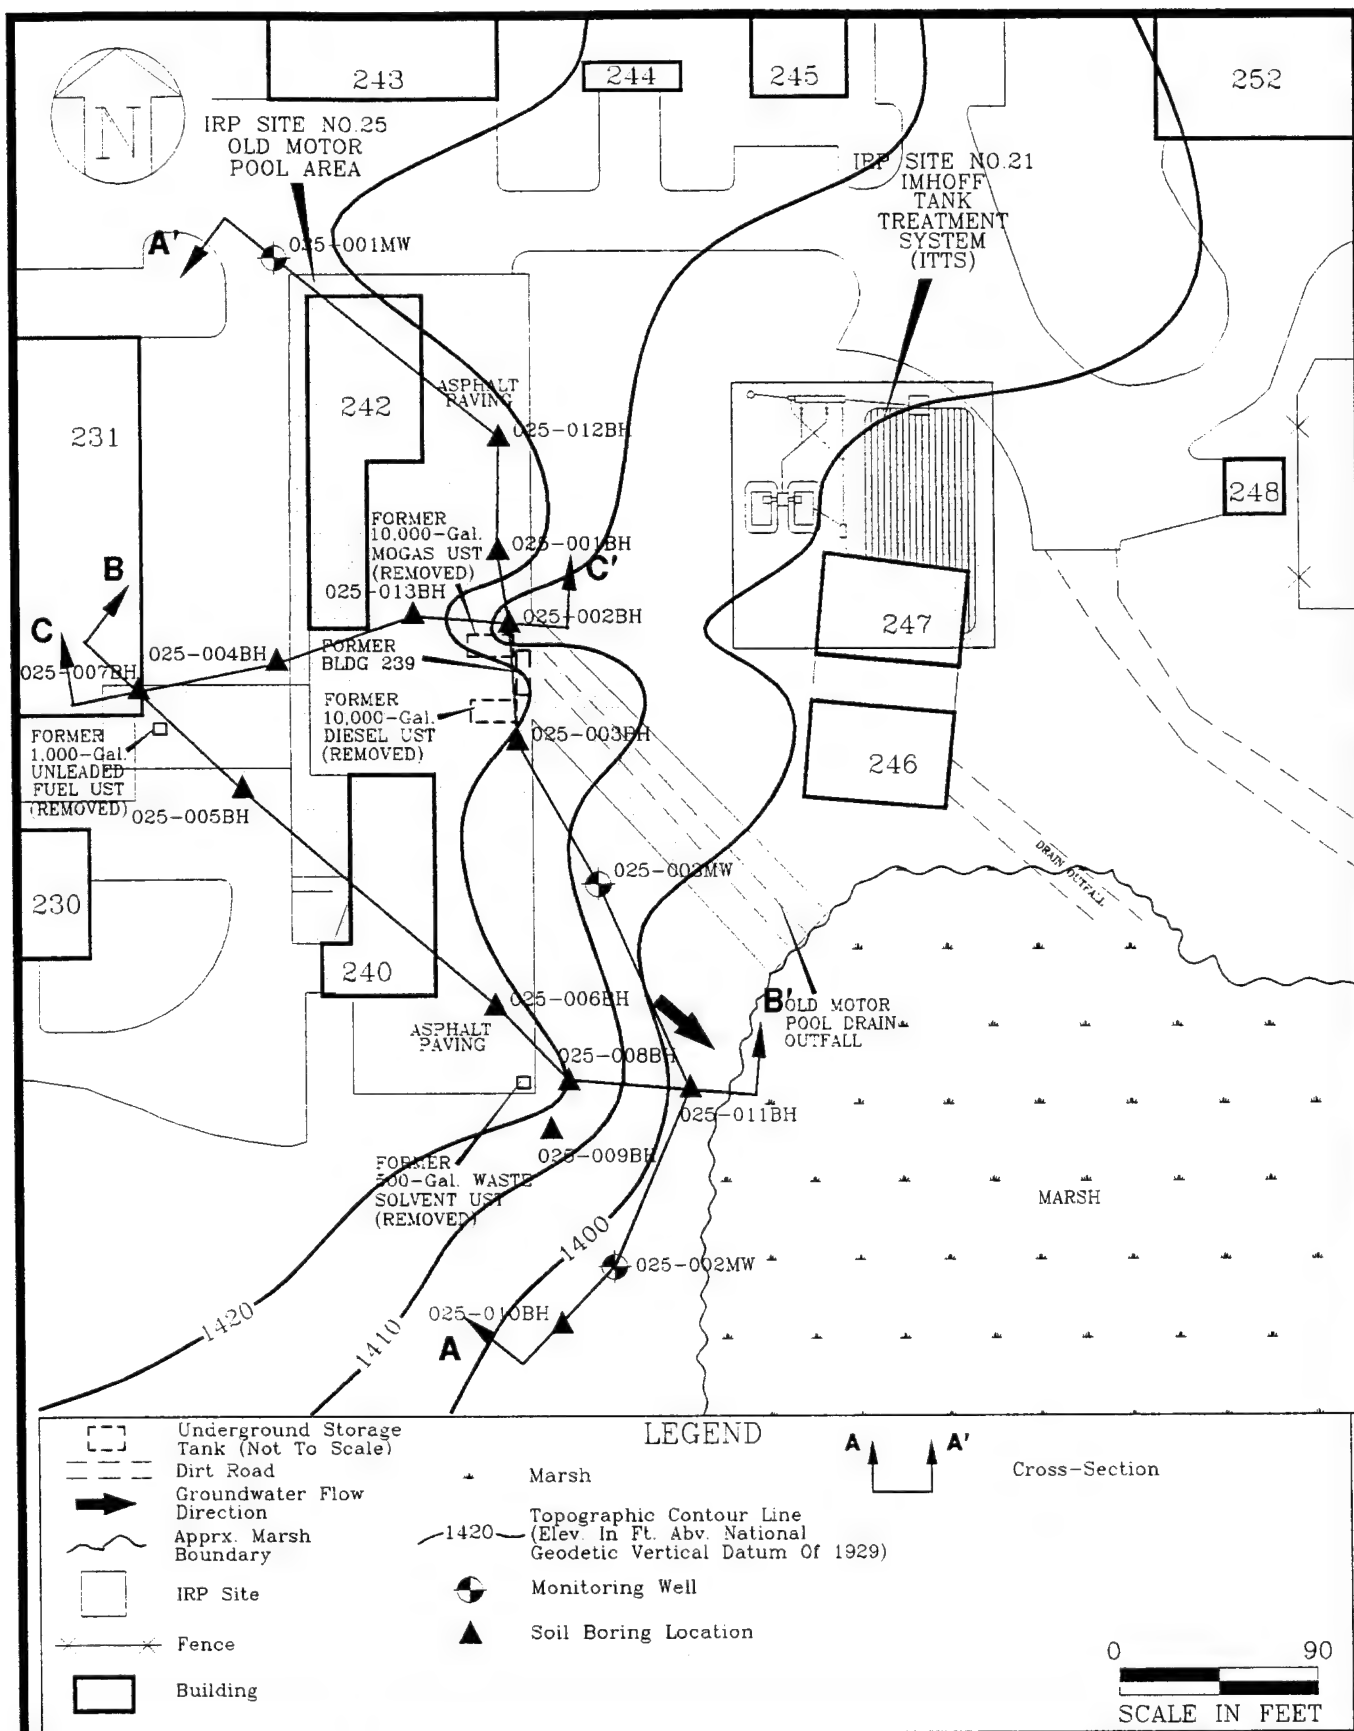 243
244
245
252
N
IRP SITE NO.25
OLD MOTOR
POOL AREA
IRP SITE NO.21
IMHOFF
TANK
TREATMENT
SYSTEM
(ITTS)
A'
025-001MW
ASPHALT
PAVING
242
231
025-012BH
248
FORMER
10,000-Gal.
MOGAS UST
(REMOVED)
025-001BH
B
C'
025-013BH
025-002BH
C
247
025-004BH
FORMER
BLDG 239
025-007BH
FORMER
10,000-Gal.
DIESEL UST
(REMOVED)
025-003BH
FORMER
1,000-Gal.
UNLEADED
FUEL UST
(REMOVED)
246
025-005BH
DRAIN OUTFALL
025-003MW
230
240
025-006BH
B'
OLD MOTOR
POOL DRAIN
OUTFALL
ASPHALT
PAVING
025-008BH
025-011BH
025-009BH
FORMER
500-Gal. WASTE
SOLVENT UST
(REMOVED)
MARSH
1400
025-002MW
1420
1410
025-010BH
A
LEGEND
Underground Storage
Tank (Not To Scale)
Dirt Road
Groundwater Flow
Direction
Apprx. Marsh
Boundary
IRP Site
Fence
Building
Marsh
1420
Topographic Contour Line
(Elev. In Ft. Abv. National
Geodetic Vertical Datum Of 1929)
Monitoring Well
Soil Boring Location
A A'
Cross-Section
0 90
SCALE IN FEET